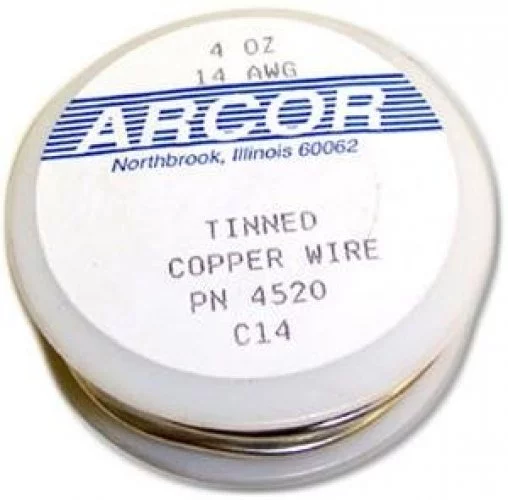 4 OZ
14 AWG
ARCOR
Northbrook, Illinois 60062
TINNED
COPPER WIRE
PN 4520
C14